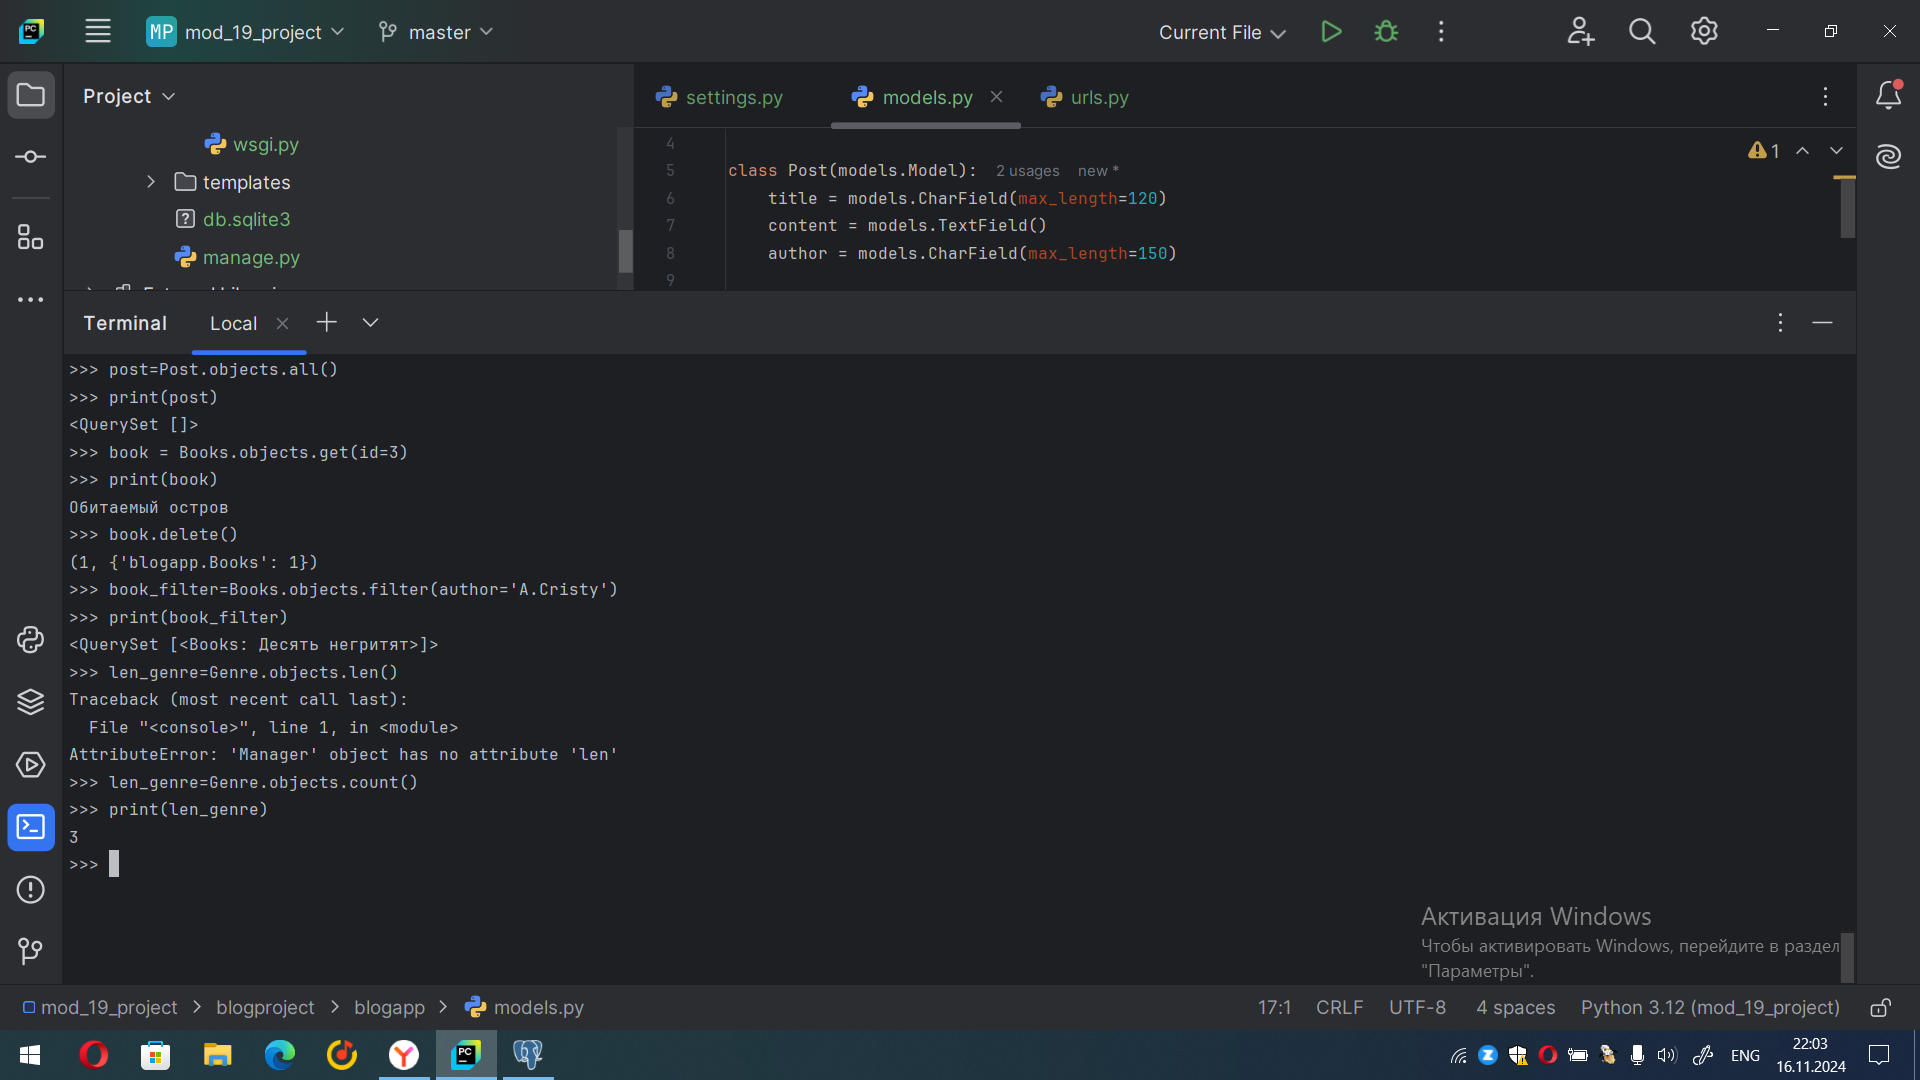 MP mod_19_project master Current File
Project
settings.py models.py urls.py
wsgi.py
templates
db.sqlite3
manage.py
4
5 class Post(models.Model): 2 usages new *
6 title = models.CharField(max_length=120)
7 content = models.TextField()
8 author = models.CharField(max_length=150)
9
1
Terminal Local
>>> post=Post.objects.all()
>>> print(post)
<QuerySet []>
>>> book = Books.objects.get(id=3)
>>> print(book)
Обитаемый остров
>>> book.delete()
(1, {'blogapp.Books': 1})
>>> book_filter=Books.objects.filter(author='A.Cristy')
>>> print(book_filter)
<QuerySet [<Books: Десять негритят>]>
>>> len_genre=Genre.objects.len()
Traceback (most recent call last):
  File "<console>", line 1, in <module>
AttributeError: 'Manager' object has no attribute 'len'
>>> len_genre=Genre.objects.count()
>>> print(len_genre)
3
>>>
Активация Windows
Чтобы активировать Windows, перейдите в раздел
"Параметры".
mod_19_project > blogproject > blogapp > models.py 17:1 CRLF UTF-8 4 spaces Python 3.12 (mod_19_project)
ENG 22:03
16.11.2024